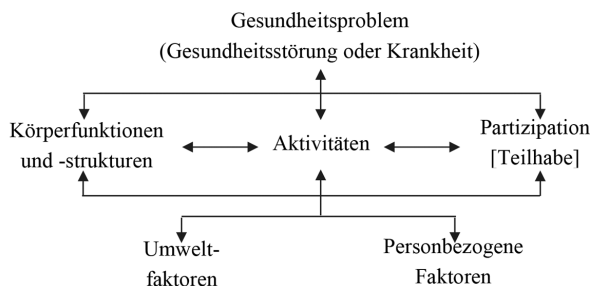 Gesundheitsproblem
(Gesundheitsstörung oder Krankheit)
Körperfunktionen
und -strukturen
Aktivitäten
Partizipation
[Teilhabe]
Umwelt-
faktoren
Personbezogene
Faktoren